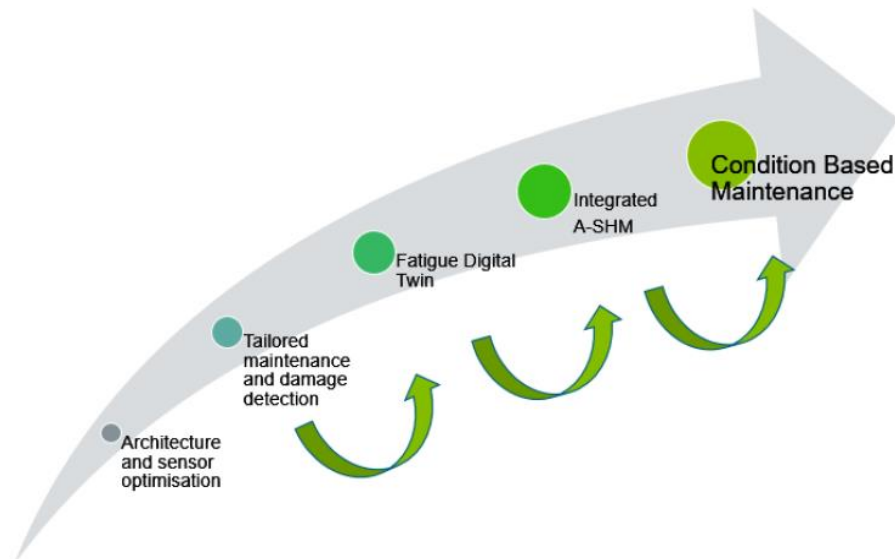 Condition Based
Maintenance
Integrated
A-SHM
Fatigue Digital
Twin
Tailored
maintenance
and damage
detection
Architecture
and sensor
optimisation